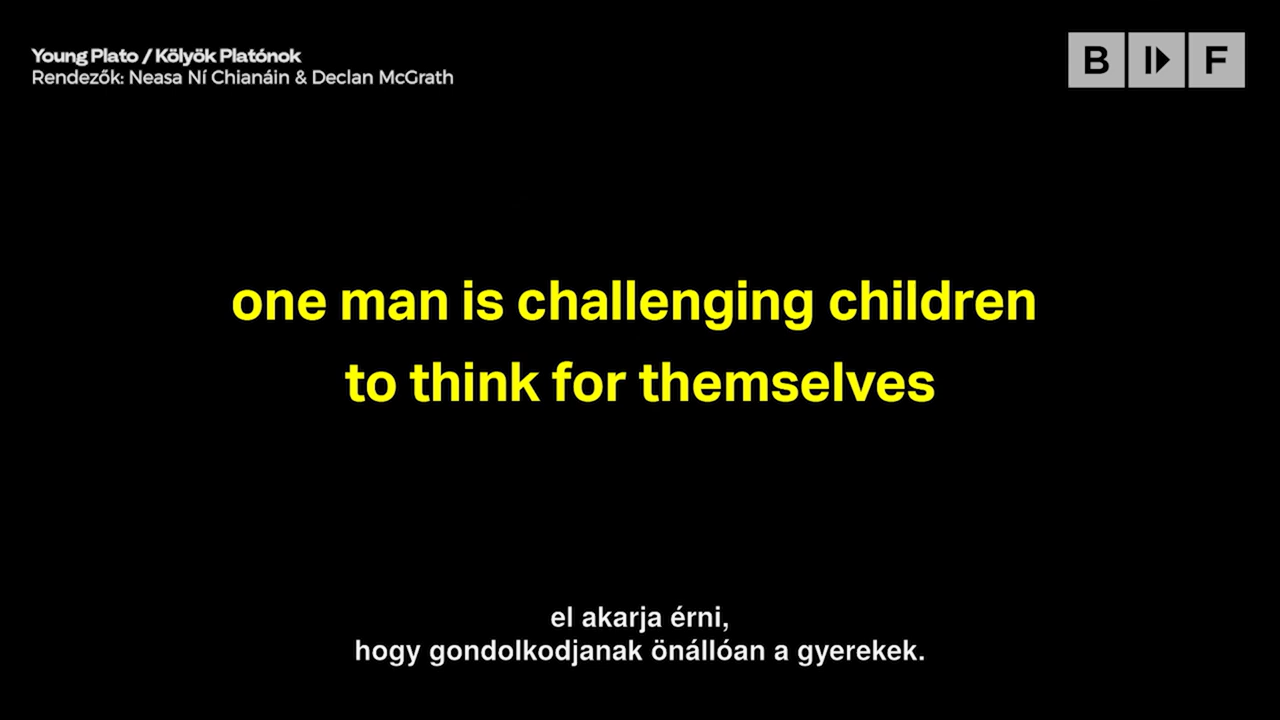 Young Plato / Kölyök Platónok
Rendezők: Neasa Ní Chianáin & Declan McGrath
B I F
one man is challenging children
to think for themselves
el akarja érni,
hogy gondolkodjanak önállóan a gyerekek.